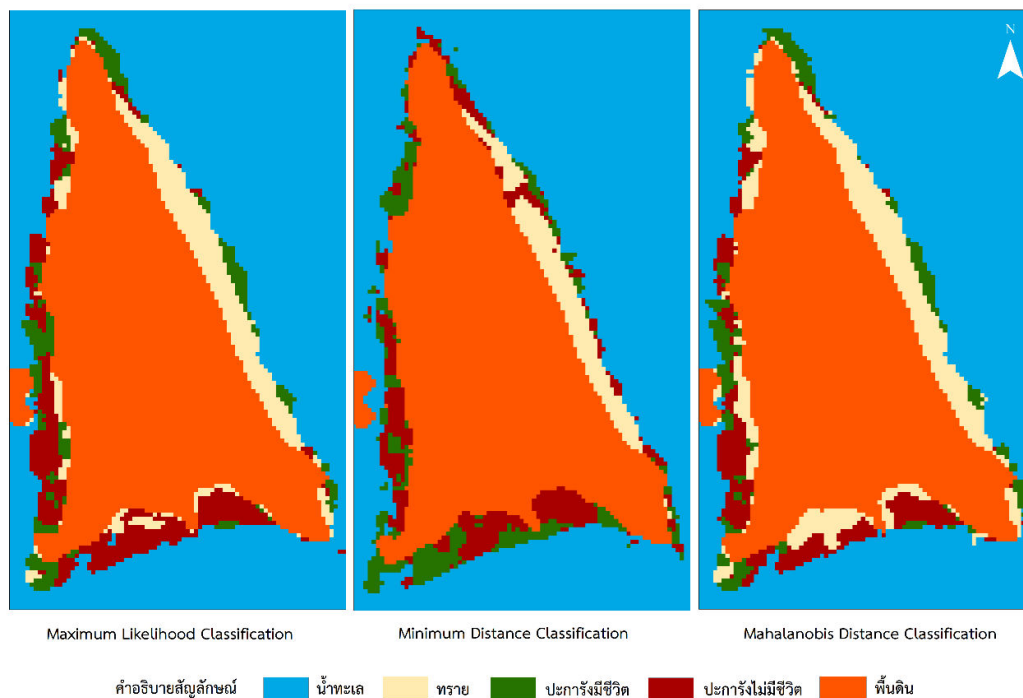 N
Maximum Likelihood Classification
Minimum Distance Classification
Mahalanobis Distance Classification
คำอธิบายสัญลักษณ์ น้ำทะเล ทราย ปะการังมีชีวิต ปะการังไม่มีชีวิต พื้นดิน